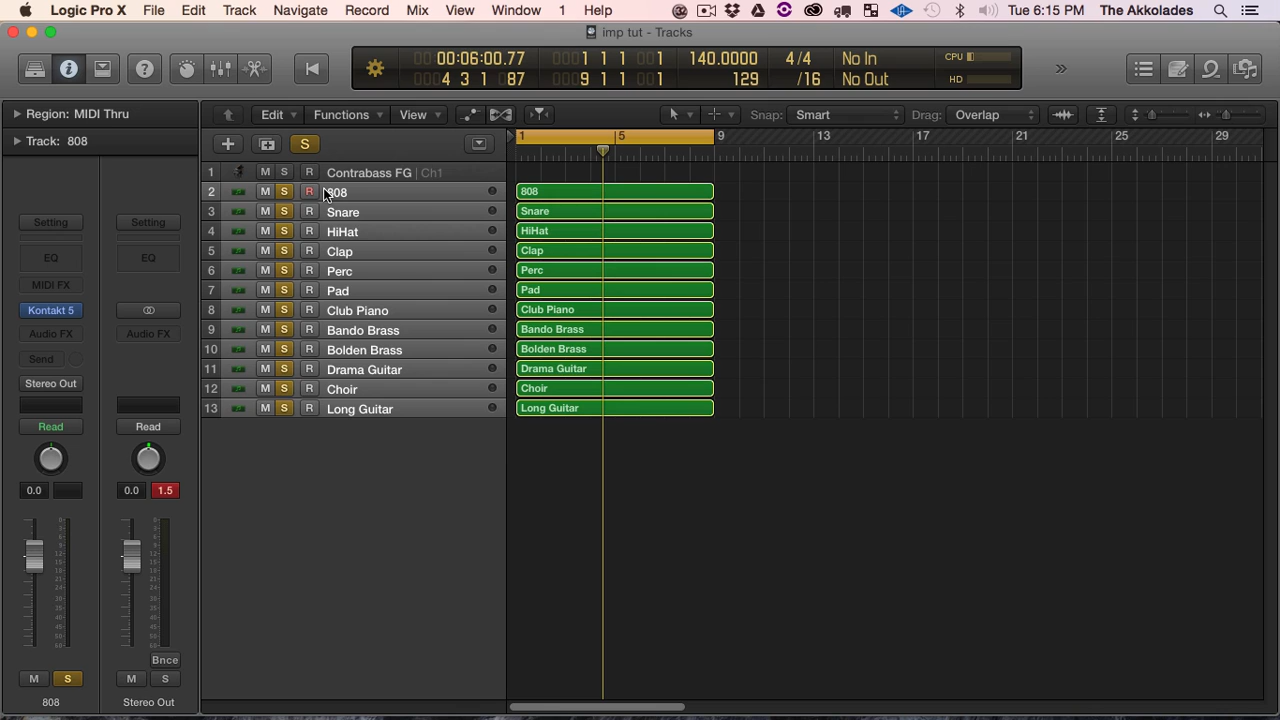 Logic Pro X File Edit Track Navigate Record Mix View Window 1 Help Tue 6:15 PM The Akkolades
imp tut - Tracks
00:06:00.77 1 1 1 1 140.0000 4/4 No In CPU
4 3 1 87 9 1 1 1 129 /16 No Out HD
Region: MIDI Thru
Edit Functions View Snap: Smart Drag: Overlap
Track: 808
S
1 5 9 13 17 21 25 29
1 M S R Contrabass FG | Ch1
2 M S R 808 808
3 M S R Snare Snare
4 M S R HiHat HiHat
5 M S R Clap Clap
6 M S R Perc Perc
7 M S R Pad Pad
8 M S R Club Piano Club Piano
9 M S R Bando Brass Bando Brass
10 M S R Bolden Brass Bolden Brass
11 M S R Drama Guitar Drama Guitar
12 M S R Choir Choir
13 M S R Long Guitar Long Guitar
Setting Setting
EQ EQ
MIDI FX
Kontakt 5
Audio FX Audio FX
Send
Stereo Out
Read Read
0.0 0.0 1.5
Bnce
M S M S
808 Stereo Out